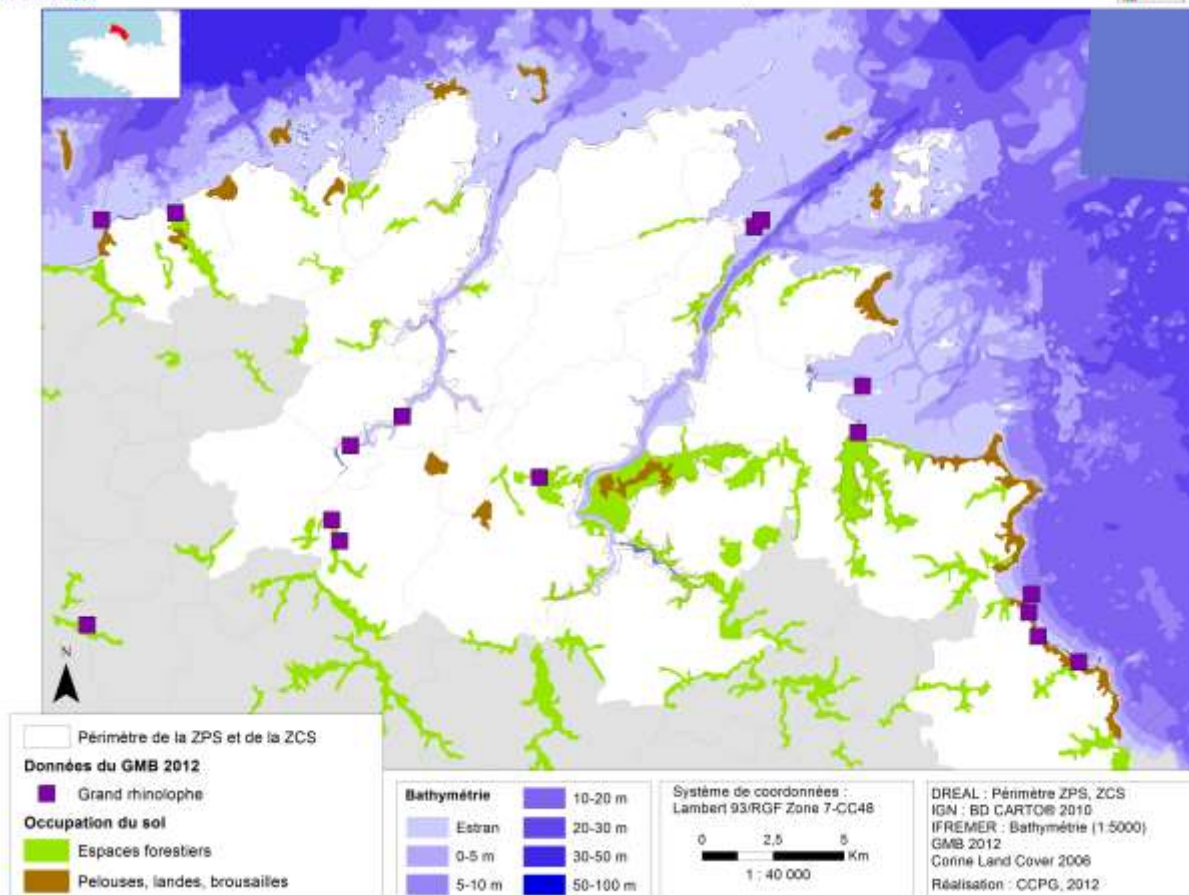 N
Périmètre de la ZPS et de la ZCS
Données du GMB 2012
Grand rhinolophe
Occupation du sol
Espaces forestiers
Pelouses, landes, brousailles
Bathymétrie
Estran
0-5 m
5-10 m
10-20 m
20-30 m
30-50 m
50-100 m
Système de coordonnées :
Lambert 93/RGF Zone 7-CC48
0 2,5 5
Km
1 : 40 000
DREAL : Périmètre ZPS, ZCS
IGN : BD CARTO® 2010
IFREMER : Bathymétrie (1:5000)
GMB 2012
Corine Land Cover 2006
Réalisation : CCPG, 2012